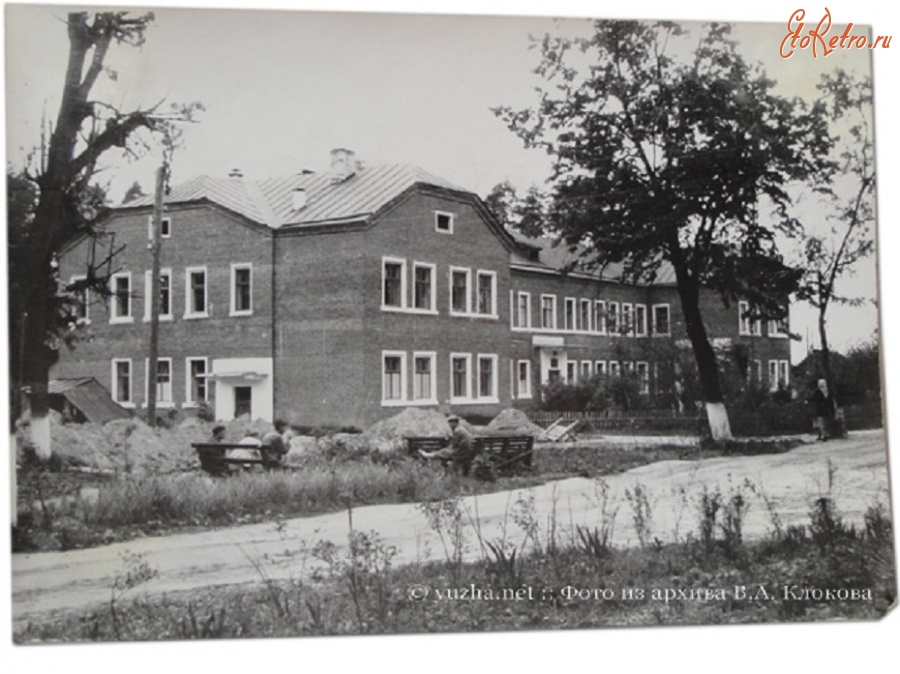 EtoRetro.ru
© yuzha.net :: Фото из архива В.А. Клокова